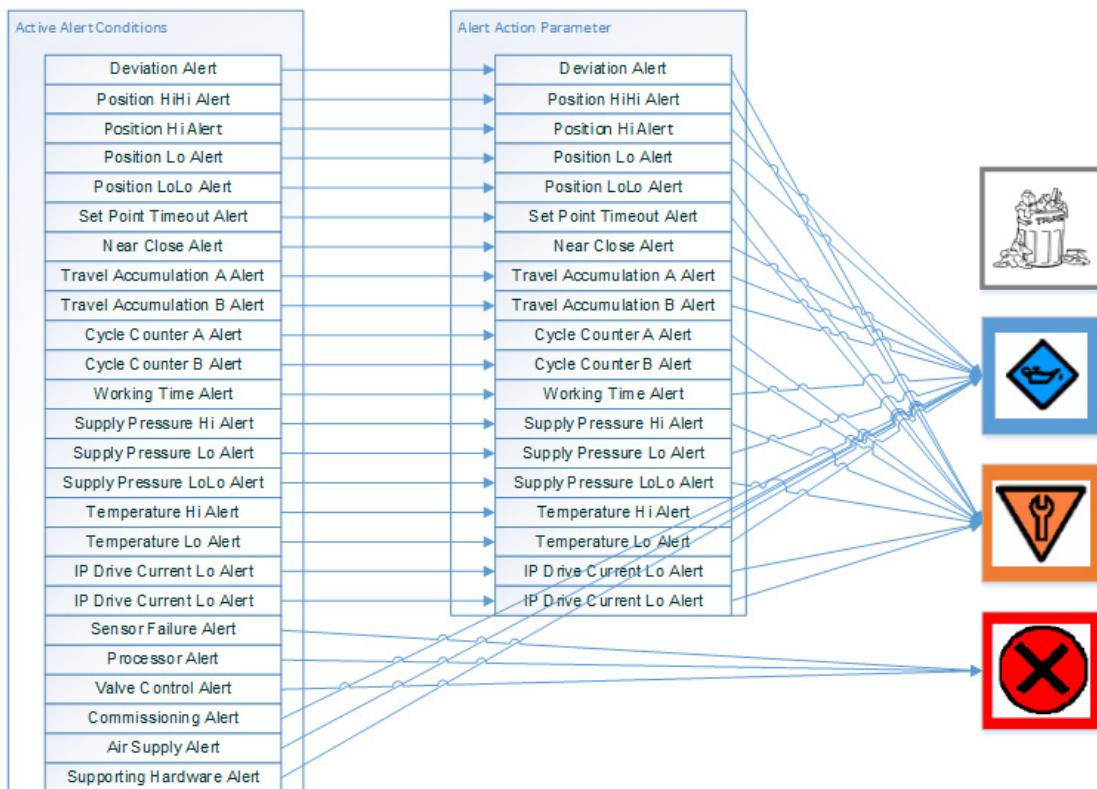 Active Alert Conditions
Deviation Alert
Position HiHi Alert
Position Hi Alert
Position Lo Alert
Position LoLo Alert
Set Point Timeout Alert
Near Close Alert
Travel Accumulation A Alert
Travel Accumulation B Alert
Cycle Counter A Alert
Cycle Counter B Alert
Working Time Alert
Supply Pressure Hi Alert
Supply Pressure Lo Alert
Supply Pressure LoLo Alert
Temperature Hi Alert
Temperature Lo Alert
IP Drive Current Lo Alert
IP Drive Current Lo Alert
Sensor Failure Alert
Processor Alert
Valve Control Alert
Commissioning Alert
Air Supply Alert
Supporting Hardware Alert
Alert Action Parameter
Deviation Alert
Position HiHi Alert
Position Hi Alert
Position Lo Alert
Position LoLo Alert
Set Point Timeout Alert
Near Close Alert
Travel Accumulation A Alert
Travel Accumulation B Alert
Cycle Counter A Alert
Cycle Counter B Alert
Working Time Alert
Supply Pressure Hi Alert
Supply Pressure Lo Alert
Supply Pressure LoLo Alert
Temperature Hi Alert
Temperature Lo Alert
IP Drive Current Lo Alert
IP Drive Current Lo Alert